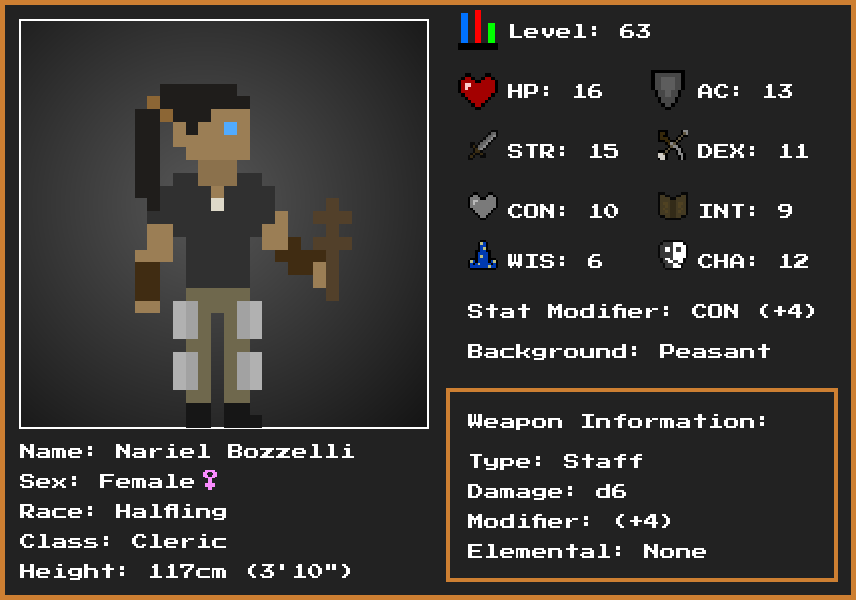 Level: 63
HP: 16
AC: 13
STR: 15
DEX: 11
CON: 10
INT: 9
WIS: 6
CHA: 12
Stat Modifier: CON (+4)
Background: Peasant
Weapon Information:
Type: Staff
Damage: d6
Modifier: (+4)
Elemental: None
Name: Nariel Bozzelli
Sex: Female♀
Race: Halfling
Class: Cleric
Height: 117cm (3'10")